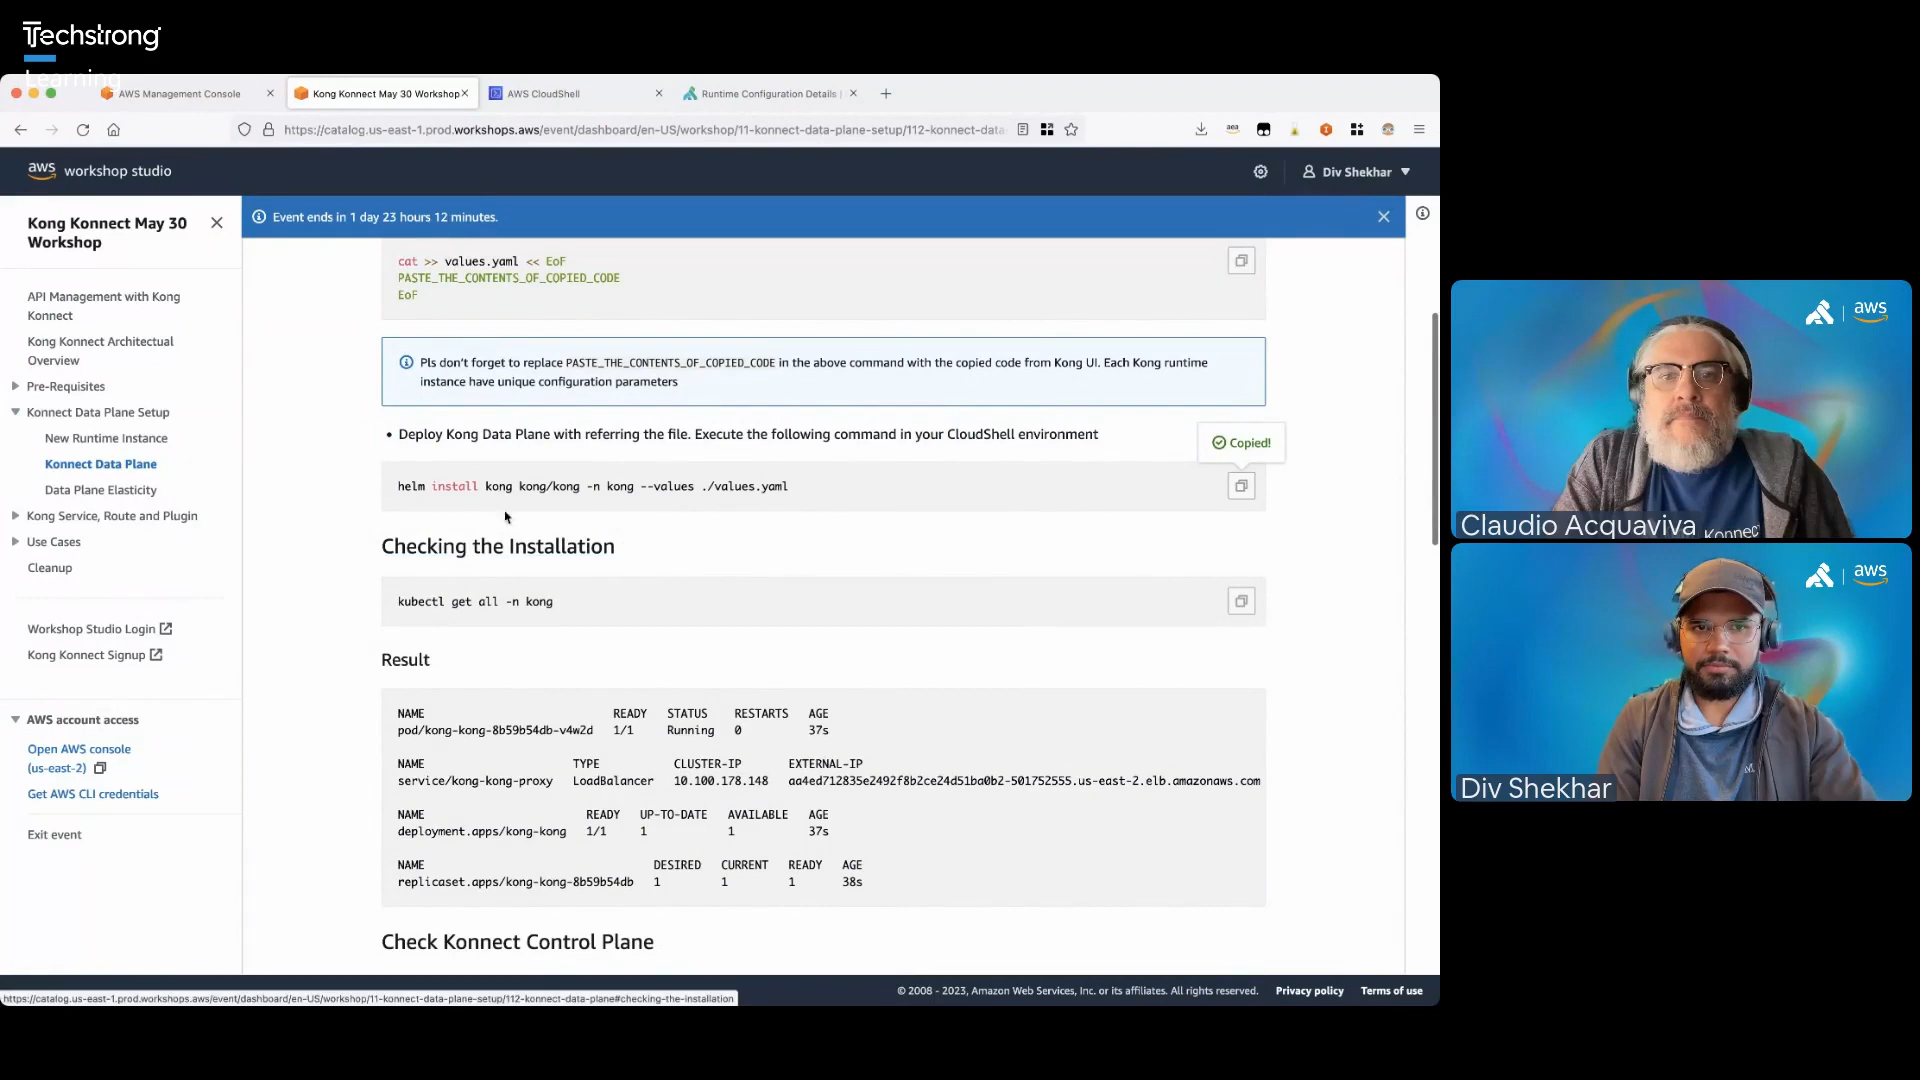 Techstrong
Learning
AWS Management Console
Kong Konnect May 30 Workshop
AWS CloudShell
Runtime Configuration Details |
https://catalog.us-east-1.prod.workshops.aws/event/dashboard/en-US/workshop/11-konnect-data-plane-setup/112-konnect-data-
aws workshop studio
Div Shekhar
Kong Konnect May 30
Workshop
Event ends in 1 day 23 hours 12 minutes.
API Management with Kong
Konnect
Kong Konnect Architectual
Overview
Pre-Requisites
Konnect Data Plane Setup
New Runtime Instance
Konnect Data Plane
Data Plane Elasticity
Kong Service, Route and Plugin
Use Cases
Cleanup
Workshop Studio Login
Kong Konnect Signup
AWS account access
Open AWS console
(us-east-2)
Get AWS CLI credentials
Exit event
cat >> values.yaml << EoF
PASTE_THE_CONTENTS_OF_COPIED_CODE
EoF
Pls don't forget to replace PASTE_THE_CONTENTS_OF_COPIED_CODE in the above command with the copied code from Kong UI. Each Kong runtime
instance have unique configuration parameters
• Deploy Kong Data Plane with referring the file. Execute the following command in your CloudShell environment
Copied!
helm install kong kong/kong -n kong --values ./values.yaml
Checking the Installation
kubectl get all -n kong
Result
NAME READY STATUS RESTARTS AGE
pod/kong-kong-8b59b54db-v4w2d 1/1 Running 0 37s
NAME TYPE CLUSTER-IP EXTERNAL-IP
service/kong-kong-proxy LoadBalancer 10.100.178.148 aa4ed712835e2492f8b2ce24d51ba0b2-501752555.us-east-2.elb.amazonaws.com
NAME READY UP-TO-DATE AVAILABLE AGE
deployment.apps/kong-kong 1/1 1 1 37s
NAME DESIRED CURRENT READY AGE
replicaset.apps/kong-kong-8b59b54db 1 1 1 38s
Check Konnect Control Plane
https://catalog.us-east-1.prod.workshops.aws/event/dashboard/en-US/workshop/11-konnect-data-plane-setup/112-konnect-data-plane#checking-the-installation
© 2008 - 2023, Amazon Web Services, Inc. or its affiliates. All rights reserved.
Privacy policy
Terms of use
aws
Konnect
Claudio Acquaviva
aws
Div Shekhar